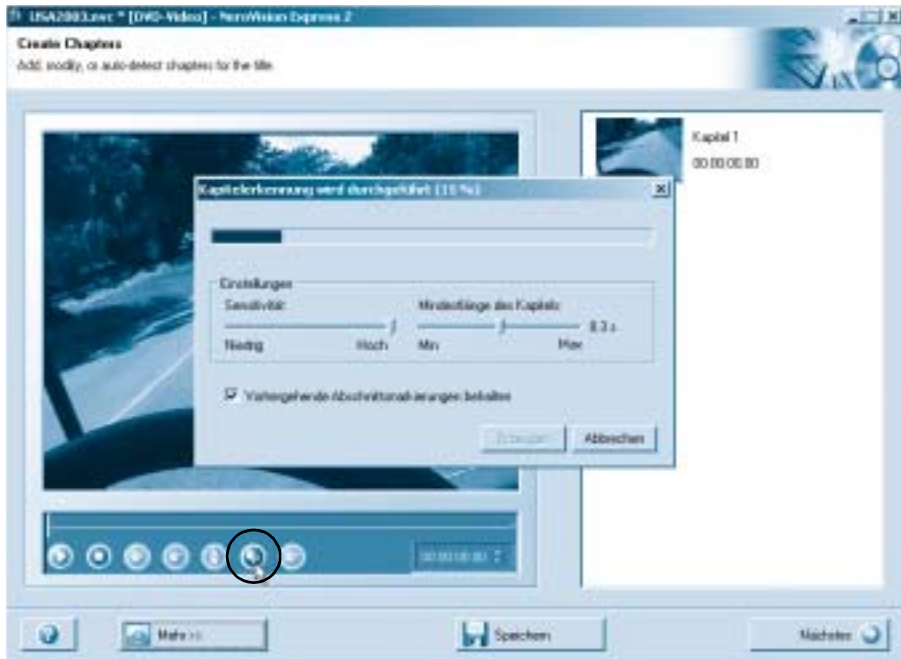 USA2003.nvc * [DVD-Video] - NeroVision Express 2
Create Chapters
Add, modify, or auto-detect chapters for the title.
Kapitel 1
00:00:00.00
Kapitelerkennung wird durchgeführt (15 %)
Einstellungen
Sensitivität:
Mindestlänge des Kapitels:
8.3 s
Niedrig Hoch Min Max
Vorhergehende Abschnittsmarkierungen behalten
Erzeugen Abbrechen
00:00:00.00
Mehr >>
Speichern
Nächstes